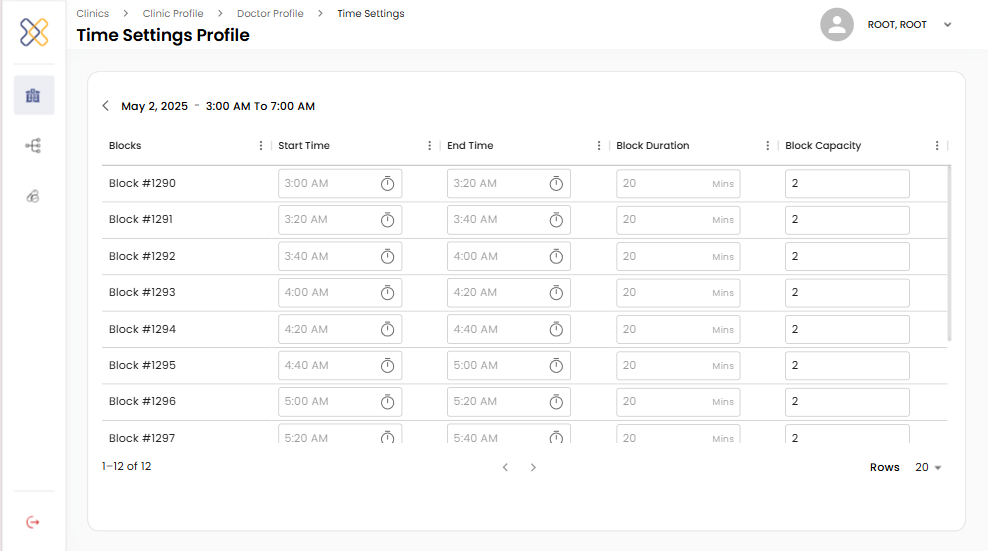 Clinics > Clinic Profile > Doctor Profile > Time Settings
Time Settings Profile
ROOT, ROOT
May 2, 2025 - 3:00 AM To 7:00 AM
Blocks Start Time End Time Block Duration Block Capacity
Block #1290 3:00 AM 3:20 AM 20 Mins 2
Block #1291 3:20 AM 3:40 AM 20 Mins 2
Block #1292 3:40 AM 4:00 AM 20 Mins 2
Block #1293 4:00 AM 4:20 AM 20 Mins 2
Block #1294 4:20 AM 4:40 AM 20 Mins 2
Block #1295 4:40 AM 5:00 AM 20 Mins 2
Block #1296 5:00 AM 5:20 AM 20 Mins 2
Block #1297 5:20 AM 5:40 AM 20 Mins 2
1–12 of 12 Rows 20